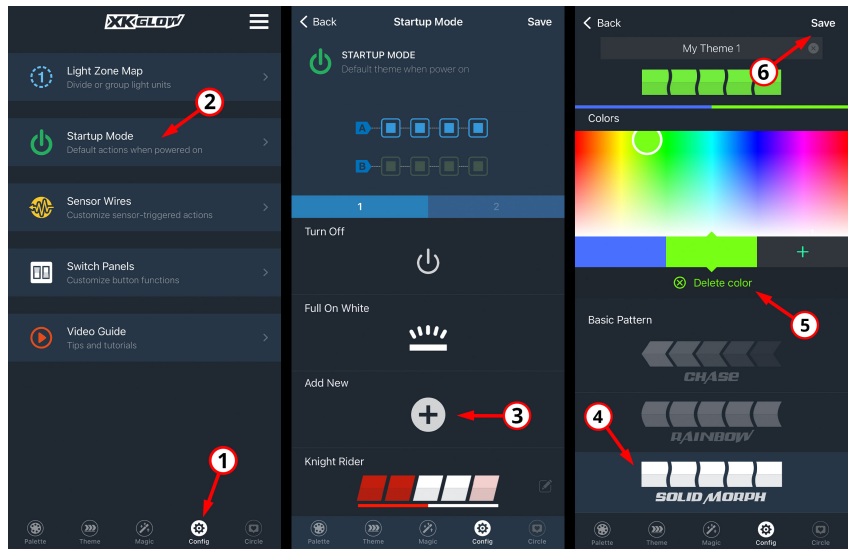 XKGLOW
1
Light Zone Map
Divide or group light units
2
Startup Mode
Default actions when powered on
Sensor Wires
Customize sensor-triggered actions
Switch Panels
Customize button functions
Video Guide
Tips and tutorials
1
Palette
Theme
Magic
Config
Circle
Back
Startup Mode
Save
STARTUP MODE
Default theme when power on
A
B
1
2
Turn Off
Full On White
Add New
3
Knight Rider
Palette
Theme
Magic
Config
Circle
Back
Save
My Theme 1
6
Colors
+
Delete color
5
Basic Pattern
CHASE
4
RAINBOW
SOLID MORPH
Palette
Theme
Magic
Config
Circle